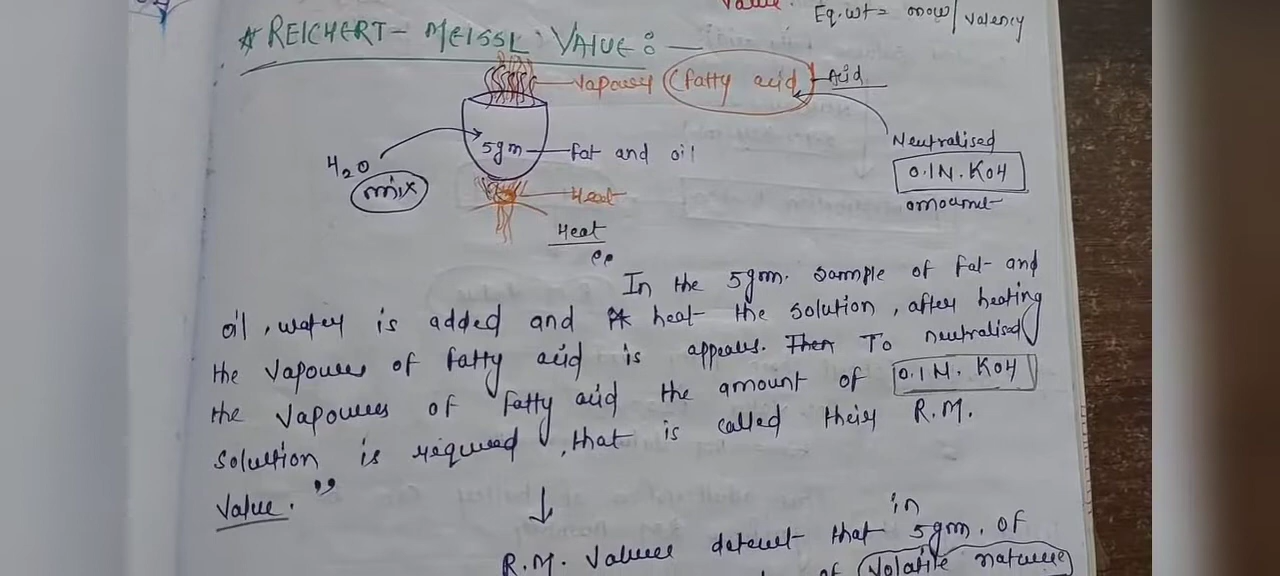 Value.
Eq.wt = mow/valency
* REICHERT - MEISSL VALUE : —
Vapours (fatty acid) Acid
Neutralised
0.1N. KOH
amount
5gm fat and oil
H2O
mix
Heat
Heat
In the 5gm. sample of fat and
oil, water is added and heat the solution, after heating
the vapours of fatty acid is appears. Then To neutralised
the vapours of fatty acid the amount of 0.1 N. KOH
solution is required, that is called their R.M.
Value. ”
↓
R.M. Values detect that in 5gm. of
of volatile nature